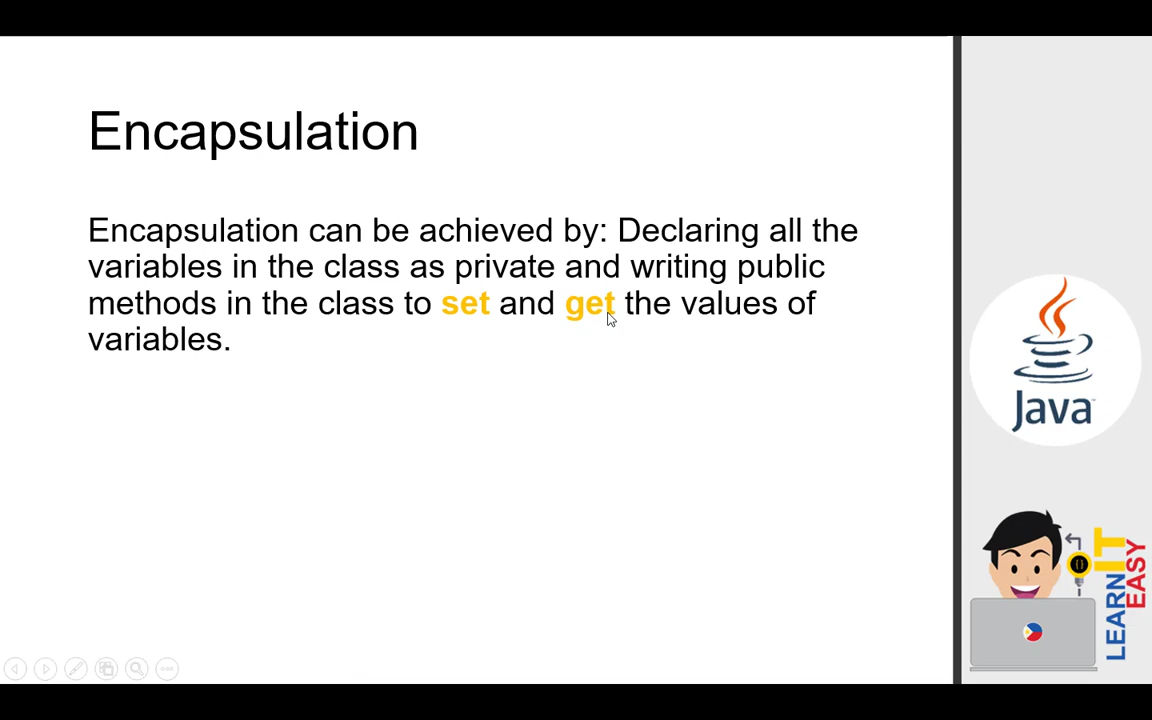 Encapsulation
Encapsulation can be achieved by: Declaring all the
variables in the class as private and writing public
methods in the class to set and get the values of
variables.
Java™
LEARN IT
EASY